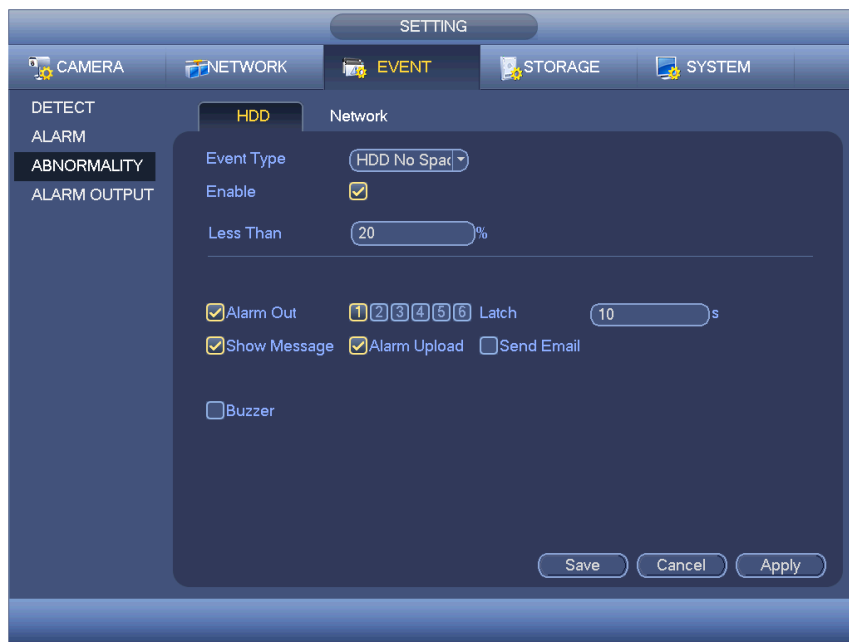 SETTING
CAMERA NETWORK EVENT STORAGE SYSTEM
DETECT
ALARM
ABNORMALITY
ALARM OUTPUT
HDD Network
Event Type HDD No Spac
Enable
Less Than 20 %
Alarm Out 1 2 3 4 5 6 Latch 10 s
Show Message Alarm Upload Send Email
Buzzer
Save Cancel Apply